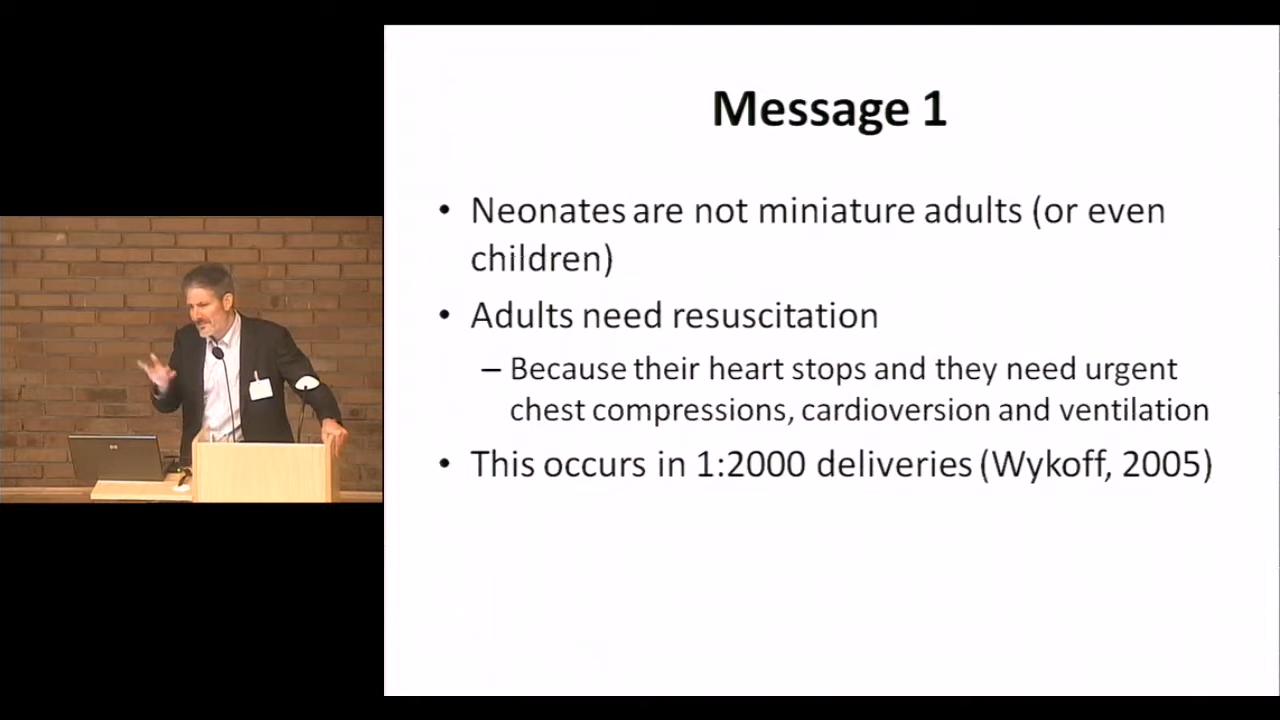 Message 1
• Neonates are not miniature adults (or even
children)
• Adults need resuscitation
– Because their heart stops and they need urgent
chest compressions, cardioversion and ventilation
• This occurs in 1:2000 deliveries (Wykoff, 2005)